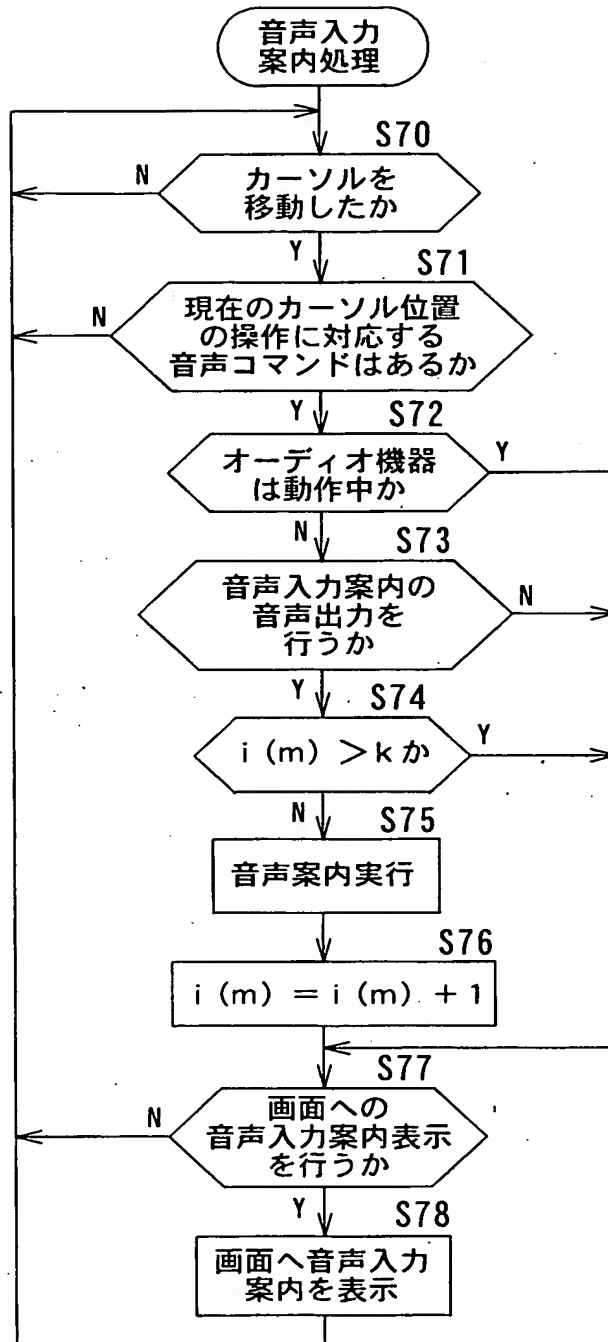 音声入力
案内処理
S70
N
カーソルを
移動したか
Y
S71
N
現在のカーソル位置
の操作に対応する
音声コマンドはあるか
Y
S72
オーディオ機器
は動作中か
Y
N
S73
音声入力案内の
音声出力を
行うか
N
Y
S74
i(m)>kか
Y
N
S75
音声案内実行
S76
i(m)=i(m)+1
S77
N
画面への
音声入力案内表示
を行うか
Y
S78
画面へ音声入力
案内を表示